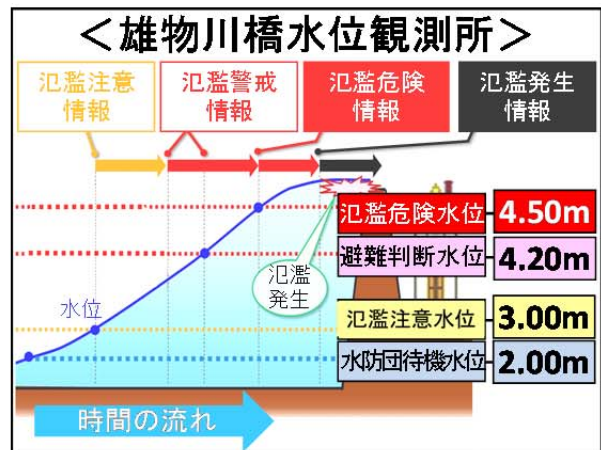 ＜雄物川橋水位観測所＞
氾濫注意
情報
氾濫警戒
情報
氾濫危険
情報
氾濫発生
情報
氾濫危険水位
4.50m
避難判断水位
4.20m
氾濫
発生
水位
氾濫注意水位
3.00m
水防団待機水位
2.00m
時間の流れ